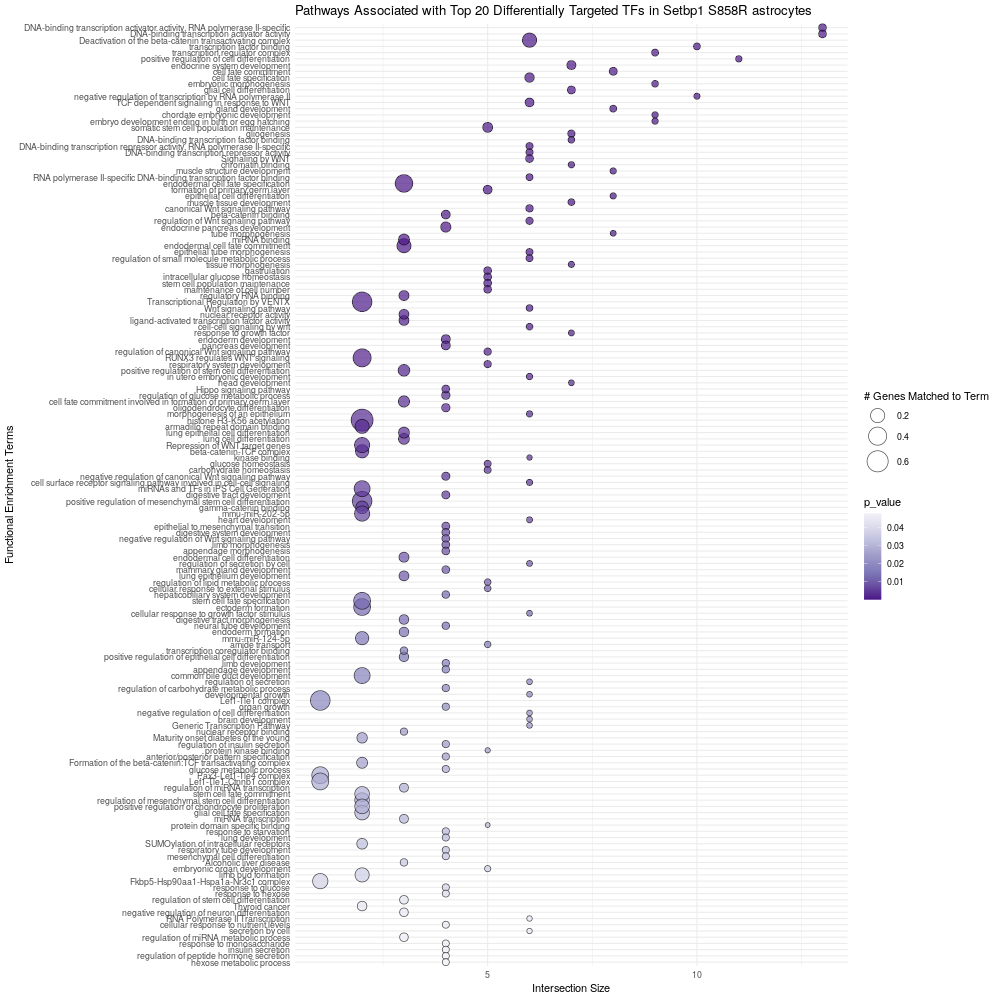 Pathways Associated with Top 20 Differentially Targeted TFs in Setbp1 S858R astrocytes
DNA-binding transcription activator activity, RNA polymerase II-specific
DNA-binding transcription activator activity
Deactivation of the beta-catenin transactivating complex
transcription factor binding
transcription regulator complex
positive regulation of cell differentiation
endocrine system development
cell fate commitment
cell fate specification
embryonic morphogenesis
glial cell differentiation
negative regulation of transcription by RNA polymerase II
TCF dependent signaling in response to WNT
gland development
chordate embryonic development
embryo development ending in birth or egg hatching
somatic stem cell population maintenance
gliogenesis
DNA-binding transcription factor binding
DNA-binding transcription repressor activity, RNA polymerase II-specific
DNA-binding transcription repressor activity
Signaling by WNT
chromatin binding
muscle structure development
RNA polymerase II-specific DNA-binding transcription factor binding
endodermal cell fate specification
formation of primary germ layer
epithelial cell differentiation
muscle tissue development
canonical Wnt signaling pathway
beta-catenin binding
regulation of Wnt signaling pathway
endocrine pancreas development
tube morphogenesis
miRNA binding
endodermal cell fate commitment
epithelial tube morphogenesis
regulation of small molecule metabolic process
tissue morphogenesis
gastrulation
intracellular glucose homeostasis
stem cell population maintenance
maintenance of cell number
regulatory RNA binding
Transcriptional Regulation by VENTX
Wnt signaling pathway
nuclear receptor activity
ligand-activated transcription factor activity
cell-cell signaling by wnt
response to growth factor
endoderm development
pancreas development
regulation of canonical Wnt signaling pathway
RUNX3 regulates WNT signaling
respiratory system development
positive regulation of stem cell differentiation
in utero embryonic development
head development
Hippo signaling pathway
regulation of glucose metabolic process
cell fate commitment involved in formation of primary germ layer
oligodendrocyte differentiation
morphogenesis of an epithelium
histone H3-K56 acetylation
armadillo repeat domain binding
lung epithelial cell differentiation
lung cell differentiation
Repression of WNT target genes
beta-catenin-TCF complex
kinase binding
glucose homeostasis
carbohydrate homeostasis
negative regulation of canonical Wnt signaling pathway
cell surface receptor signaling pathway involved in cell-cell signaling
miRNAs and TFs in iPS Cell Generation
digestive tract development
positive regulation of mesenchymal stem cell differentiation
gamma-catenin binding
mmu-miR-202-5p
heart development
epithelial to mesenchymal transition
digestive system development
negative regulation of Wnt signaling pathway
limb morphogenesis
appendage morphogenesis
endodermal cell differentiation
regulation of secretion by cell
mammary gland development
lung epithelium development
regulation of lipid metabolic process
cellular response to external stimulus
hepaticobiliary system development
stem cell fate specification
ectoderm formation
cellular response to growth factor stimulus
digestive tract morphogenesis
neural tube development
endoderm formation
mmu-miR-124-5p
amide transport
transcription coregulator binding
positive regulation of epithelial cell differentiation
limb development
appendage development
common bile duct development
regulation of secretion
regulation of carbohydrate metabolic process
developmental growth
Lef1-Tle1 complex
organ growth
negative regulation of cell differentiation
brain development
Generic Transcription Pathway
nuclear receptor binding
Maturity onset diabetes of the young
regulation of insulin secretion
protein kinase binding
anterior/posterior pattern specification
Formation of the beta-catenin:TCF transactivating complex
glucose metabolic process
Pax3-Lef1-Tle4 complex
Lef1-Tle1-Ctnnb1 complex
regulation of miRNA transcription
stem cell fate commitment
regulation of mesenchymal stem cell differentiation
positive regulation of chondrocyte proliferation
glial cell fate specification
miRNA transcription
protein domain specific binding
response to starvation
lung development
SUMOylation of intracellular receptors
respiratory tube development
mesenchymal cell differentiation
Alcoholic liver disease
embryonic organ development
limb bud formation
Fkbp5-Hsp90aa1-Hspa1a-Nr3c1 complex
response to glucose
response to hexose
regulation of stem cell differentiation
Thyroid cancer
negative regulation of neuron differentiation
RNA Polymerase II Transcription
cellular response to nutrient levels
secretion by cell
regulation of miRNA metabolic process
response to monosaccharide
insulin secretion
regulation of peptide hormone secretion
hexose metabolic process
Functional Enrichment Terms
5
10
Intersection Size
# Genes Matched to Term
0.2
0.4
0.6
p_value
0.04
0.03
0.02
0.01